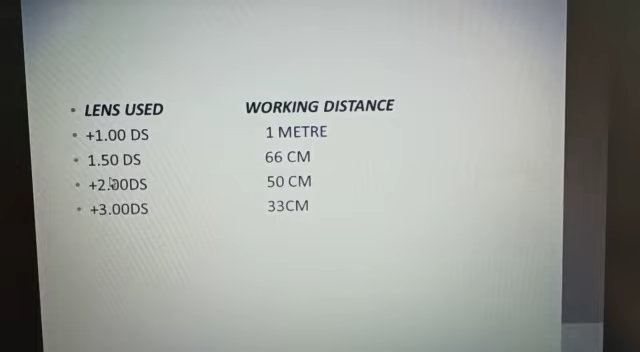 • LENS USED WORKING DISTANCE
• +1.00 DS 1 METRE
• 1.50 DS 66 CM
• +2.00DS 50 CM
• +3.00DS 33CM